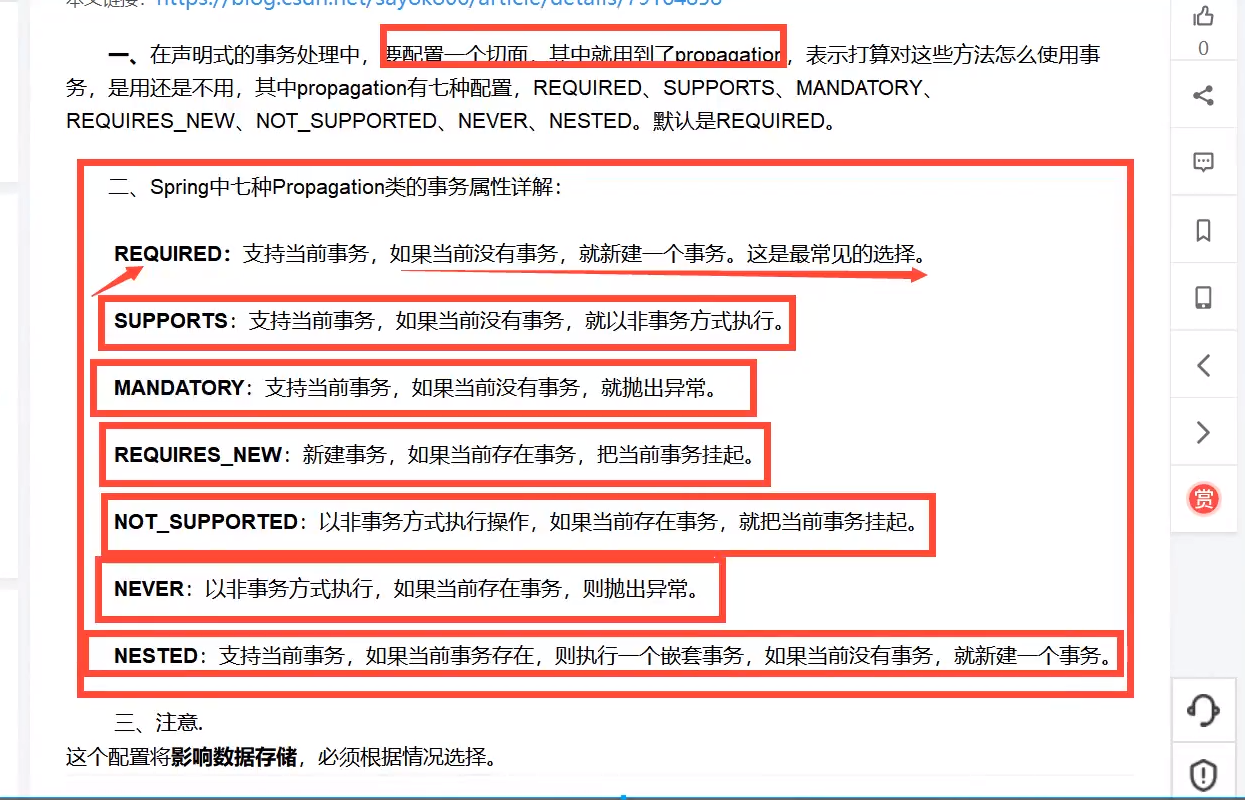 一、在声明式的事务处理中，要配置一个切面，其中就用到了propagation，表示打算对这些方法怎么使用事
务，是用还是不用，其中propagation有七种配置，REQUIRED、SUPPORTS、MANDATORY、
REQUIRES_NEW、NOT_SUPPORTED、NEVER、NESTED。默认是REQUIRED。
二、Spring中七种Propagation类的事务属性详解：
REQUIRED：支持当前事务，如果当前没有事务，就新建一个事务。这是最常见的选择。
SUPPORTS：支持当前事务，如果当前没有事务，就以非事务方式执行。
MANDATORY：支持当前事务，如果当前没有事务，就抛出异常。
REQUIRES_NEW：新建事务，如果当前存在事务，把当前事务挂起。
NOT_SUPPORTED：以非事务方式执行操作，如果当前存在事务，就把当前事务挂起。
NEVER：以非事务方式执行，如果当前存在事务，则抛出异常。
NESTED：支持当前事务，如果当前事务存在，则执行一个嵌套事务，如果当前没有事务，就新建一个事务。
三、注意.
这个配置将影响数据存储，必须根据情况选择。
0
赏